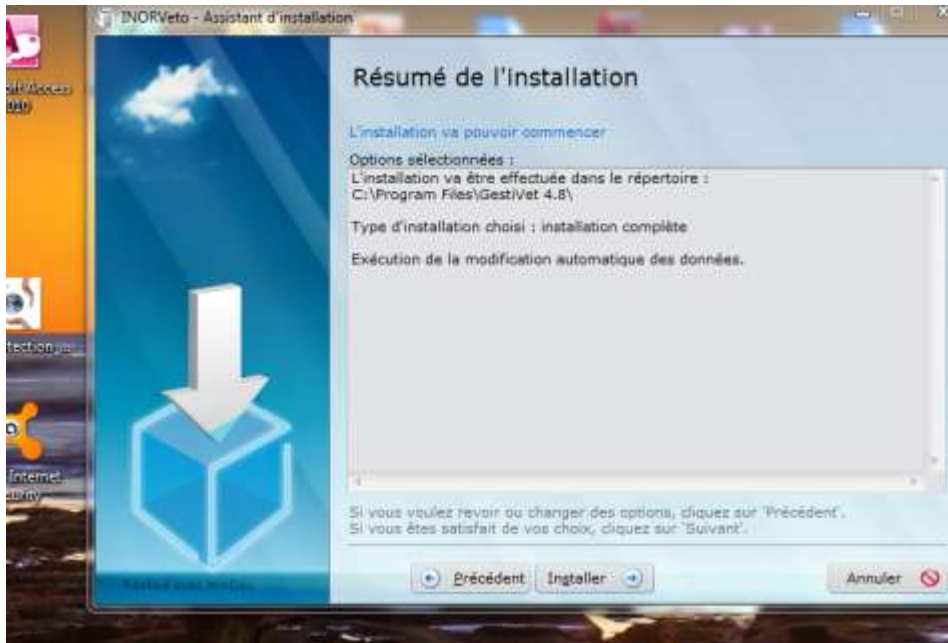 INORVeto - Assistant d'installation
Access
2010
Résumé de l'installation
L'installation va pouvoir commencer
Options sélectionnées :
L'installation va être effectuée dans le répertoire :
C:\Program Files\GestiVet 4.8\
Type d'installation choisi : installation complète
Exécution de la modification automatique des données.
Internet
Si vous voulez revoir ou changer des options, cliquez sur 'Précédent'.
Si vous êtes satisfait de vos choix, cliquez sur 'Suivant'.
Précédent
Installer
Annuler